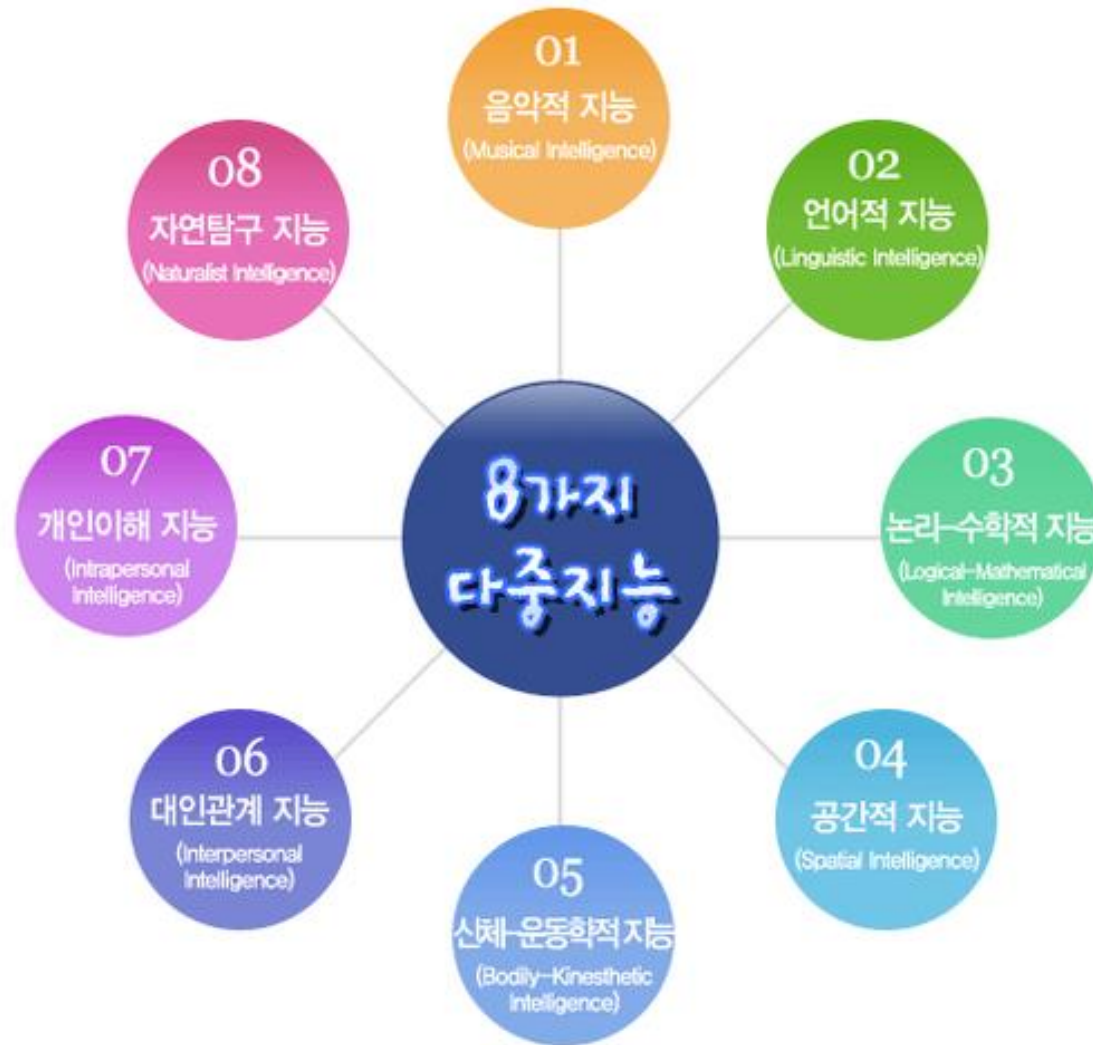 01
음악적 지능
(Musical Intelligence)
02
언어적 지능
(Linguistic Intelligence)
03
논리-수학적 지능
(Logical-Mathematical
Intelligence)
04
공간적 지능
(Spatial Intelligence)
05
신체-운동학적 지능
(Bodily-Kinesthetic
Intelligence)
06
대인관계 지능
(Interpersonal
Intelligence)
07
개인이해 지능
(Intrapersonal
Intelligence)
08
자연탐구 지능
(Naturalist Intelligence)
8가지
다중지능